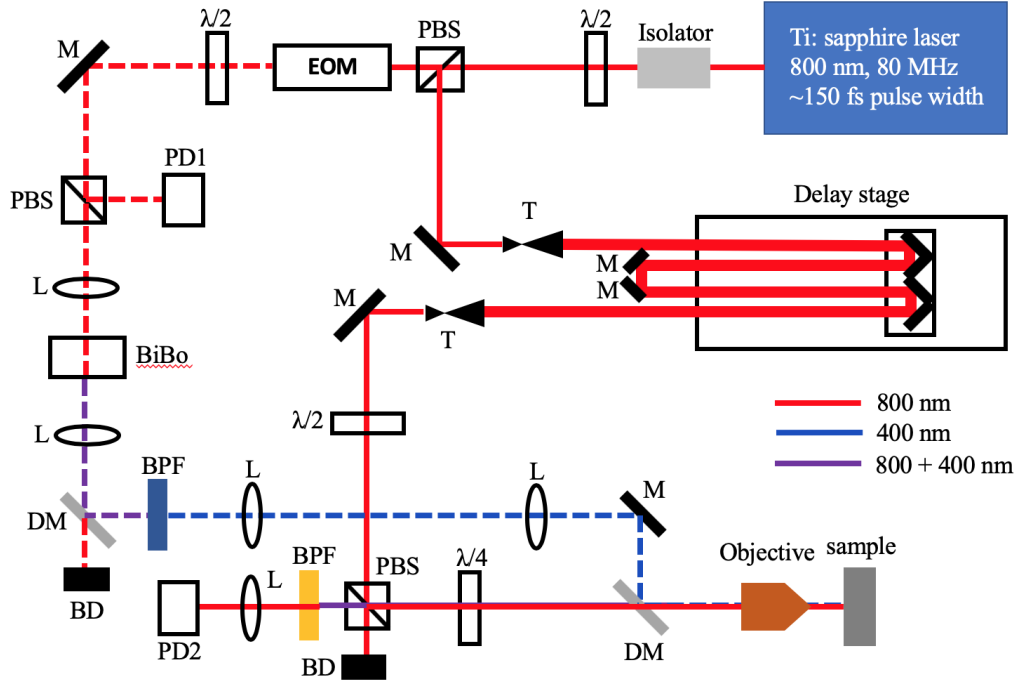 λ/2
PBS
λ/2
Isolator
Ti: sapphire laser
800 nm, 80 MHz
~150 fs pulse width
M
EOM
PD1
PBS
Delay stage
T
M
M
M
L
M
T
BiBo
λ/2
800 nm
400 nm
800 + 400 nm
L
BPF
L
L
M
DM
BPF
PBS
λ/4
Objective
sample
L
BD
PD2
BD
DM